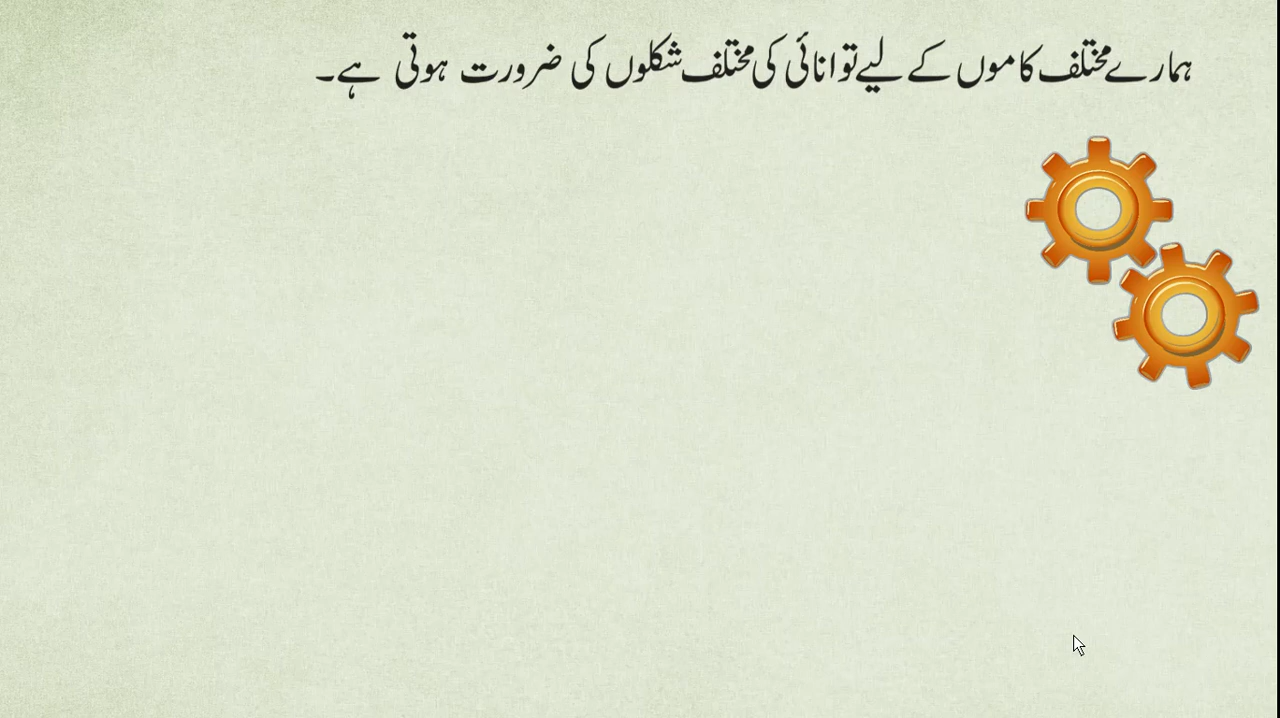 ہمارے مختلف کاموں کے لیے توانائی کی مختلف شکلوں کی ضرورت ہوتی ہے۔